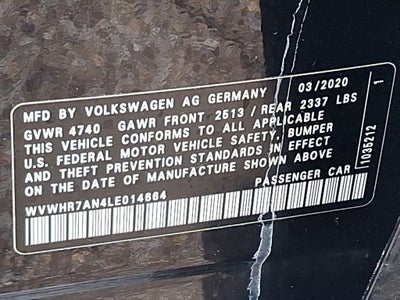 MFD BY VOLKSWAGEN AG GERMANY 03/2020
GVWR 4740 GAWR FRONT 2513 / REAR 2337 LBS
THIS VEHICLE CONFORMS TO ALL APPLICABLE
U.S. FEDERAL MOTOR VEHICLE SAFETY, BUMPER
AND THEFT PREVENTION STANDARDS IN EFFECT
ON THE DATE OF MANUFACTURE SHOWN ABOVE
WVWHR7AN4LE014664 PASSENGER CAR
1035212 1